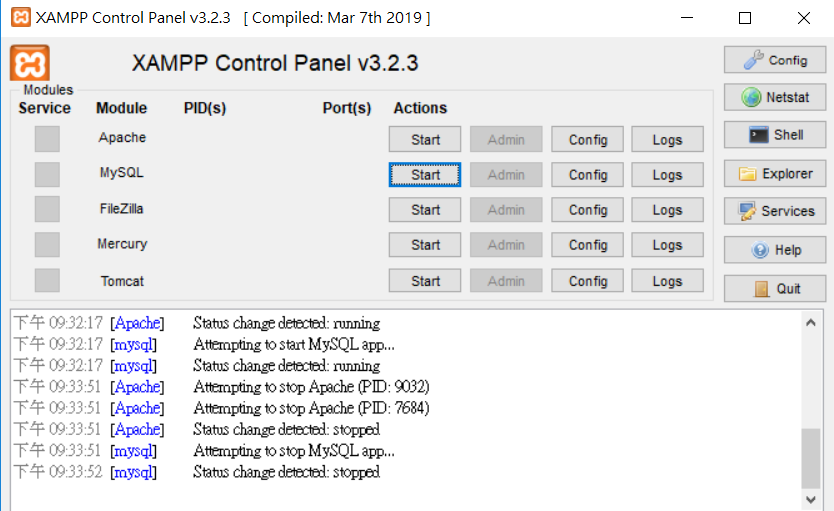 XAMPP Control Panel v3.2.3 [ Compiled: Mar 7th 2019 ]
XAMPP Control Panel v3.2.3
Config
Netstat
Shell
Explorer
Services
Help
Quit
Modules
Service Module PID(s) Port(s) Actions
Apache Start Admin Config Logs
MySQL Start Admin Config Logs
FileZilla Start Admin Config Logs
Mercury Start Admin Config Logs
Tomcat Start Admin Config Logs
下午 09:32:17 [Apache] Status change detected: running
下午 09:32:17 [mysql] Attempting to start MySQL app...
下午 09:32:17 [mysql] Status change detected: running
下午 09:33:51 [Apache] Attempting to stop Apache (PID: 9032)
下午 09:33:51 [Apache] Attempting to stop Apache (PID: 7684)
下午 09:33:51 [Apache] Status change detected: stopped
下午 09:33:51 [mysql] Attempting to stop MySQL app...
下午 09:33:52 [mysql] Status change detected: stopped